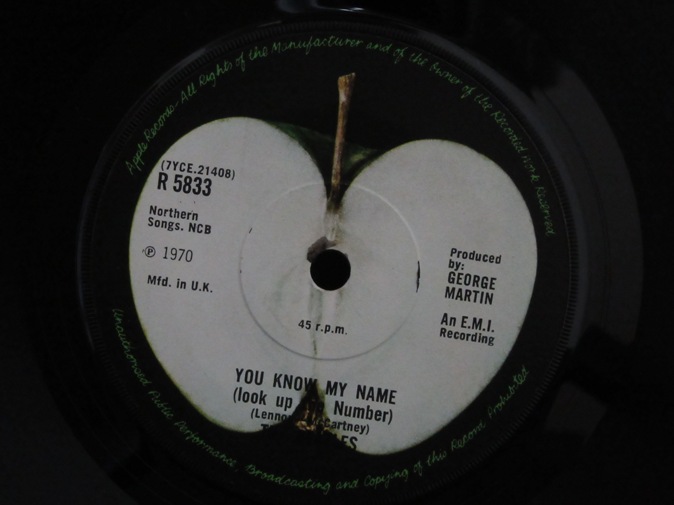 Apple Records. All Rights of the Manufacturer and of the Owner of the Recorded Work Reserved
(7YCE.21408)
R 5833
Northern
Songs. NCB
℗ 1970
Mfd. in U.K.
Produced
by:
GEORGE
MARTIN
An E.M.I.
Recording
45 r.p.m.
YOU KNOW MY NAME
(look up Number)
Unauthorised Public Performance Broadcasting and Copying of this Record Prohibited